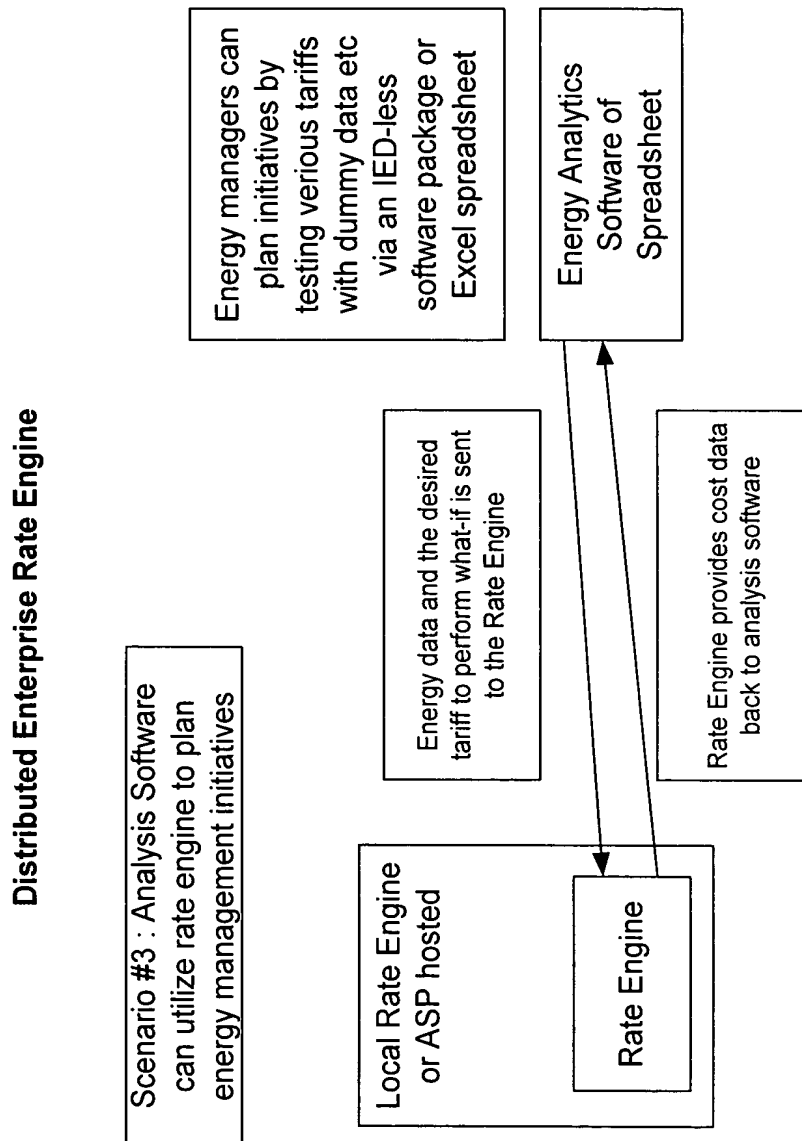 Distributed Enterprise Rate Engine
Scenario #3 : Analysis Software
can utilize rate engine to plan
energy management initiatives
Local Rate Engine
or ASP hosted
Rate Engine
Energy data and the desired
tariff to perform what-if is sent
to the Rate Engine
Rate Engine provides cost data
back to analysis software
Energy managers can
plan initiatives by
testing verious tariffs
with dummy data etc
via an IED-less
software package or
Excel spreadsheet
Energy Analytics
Software of
Spreadsheet